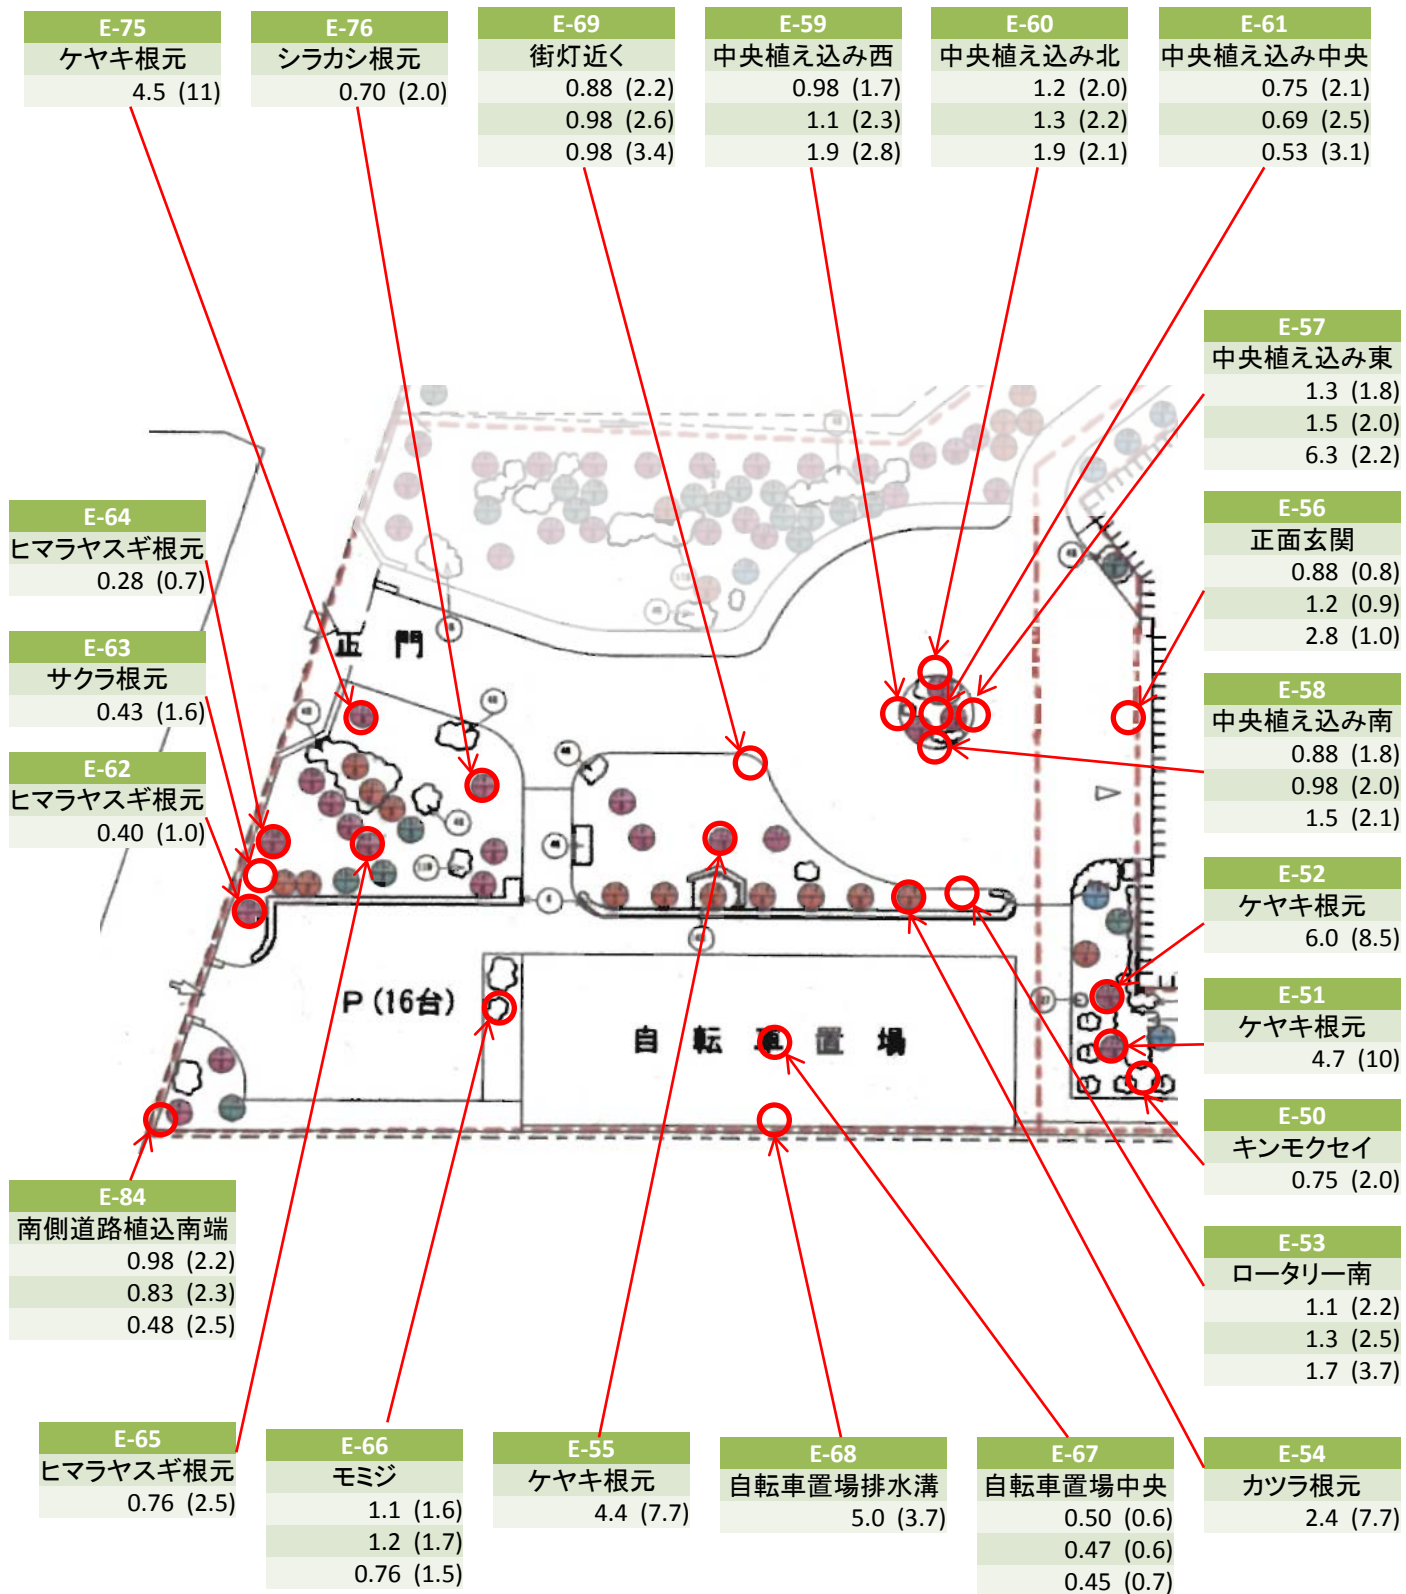 E-75
ケヤキ根元
4.5 (11)
E-76
シラカシ根元
0.70 (2.0)
E-69
街灯近く
0.88 (2.2)
0.98 (2.6)
0.98 (3.4)
E-59
中央植え込み西
0.98 (1.7)
1.1 (2.3)
1.9 (2.8)
E-60
中央植え込み北
1.2 (2.0)
1.3 (2.2)
1.9 (2.1)
E-61
中央植え込み中央
0.75 (2.1)
0.69 (2.5)
0.53 (3.1)
E-57
中央植え込み東
1.3 (1.8)
1.5 (2.0)
6.3 (2.2)
E-64
ヒマラヤスギ根元
0.28 (0.7)
E-56
正面玄関
0.88 (0.8)
1.2 (0.9)
2.8 (1.0)
E-63
サクラ根元
0.43 (1.6)
正門
E-58
中央植え込み南
0.88 (1.8)
0.98 (2.0)
1.5 (2.1)
E-62
ヒマラヤスギ根元
0.40 (1.0)
E-52
ケヤキ根元
6.0 (8.5)
P(16台)
自転車置場
E-51
ケヤキ根元
4.7 (10)
E-50
キンモクセイ
0.75 (2.0)
E-84
南側道路植込南端
0.98 (2.2)
0.83 (2.3)
0.48 (2.5)
E-53
ロータリー南
1.1 (2.2)
1.3 (2.5)
1.7 (3.7)
E-65
ヒマラヤスギ根元
0.76 (2.5)
E-66
モミジ
1.1 (1.6)
1.2 (1.7)
0.76 (1.5)
E-55
ケヤキ根元
4.4 (7.7)
E-68
自転車置場排水溝
5.0 (3.7)
E-67
自転車置場中央
0.50 (0.6)
0.47 (0.6)
0.45 (0.7)
E-54
カツラ根元
2.4 (7.7)